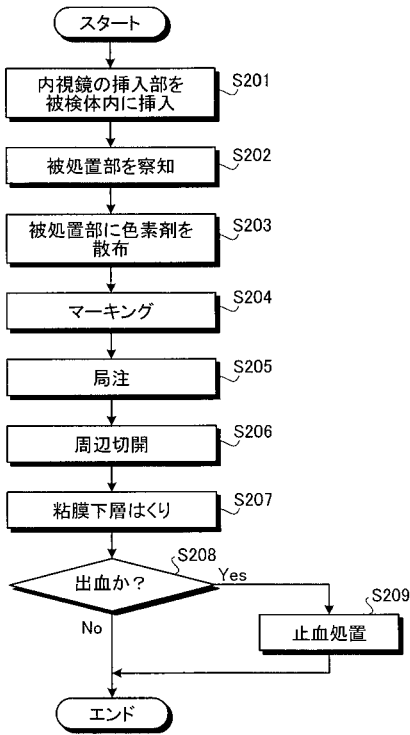 スタート
内視鏡の挿入部を
被検体内に挿入
S201
被処置部を察知
S202
被処置部に色素剤を
散布
S203
マーキング
S204
局注
S205
周辺切開
S206
粘膜下層はくり
S207
出血か？
S208
Yes
No
止血処置
S209
エンド